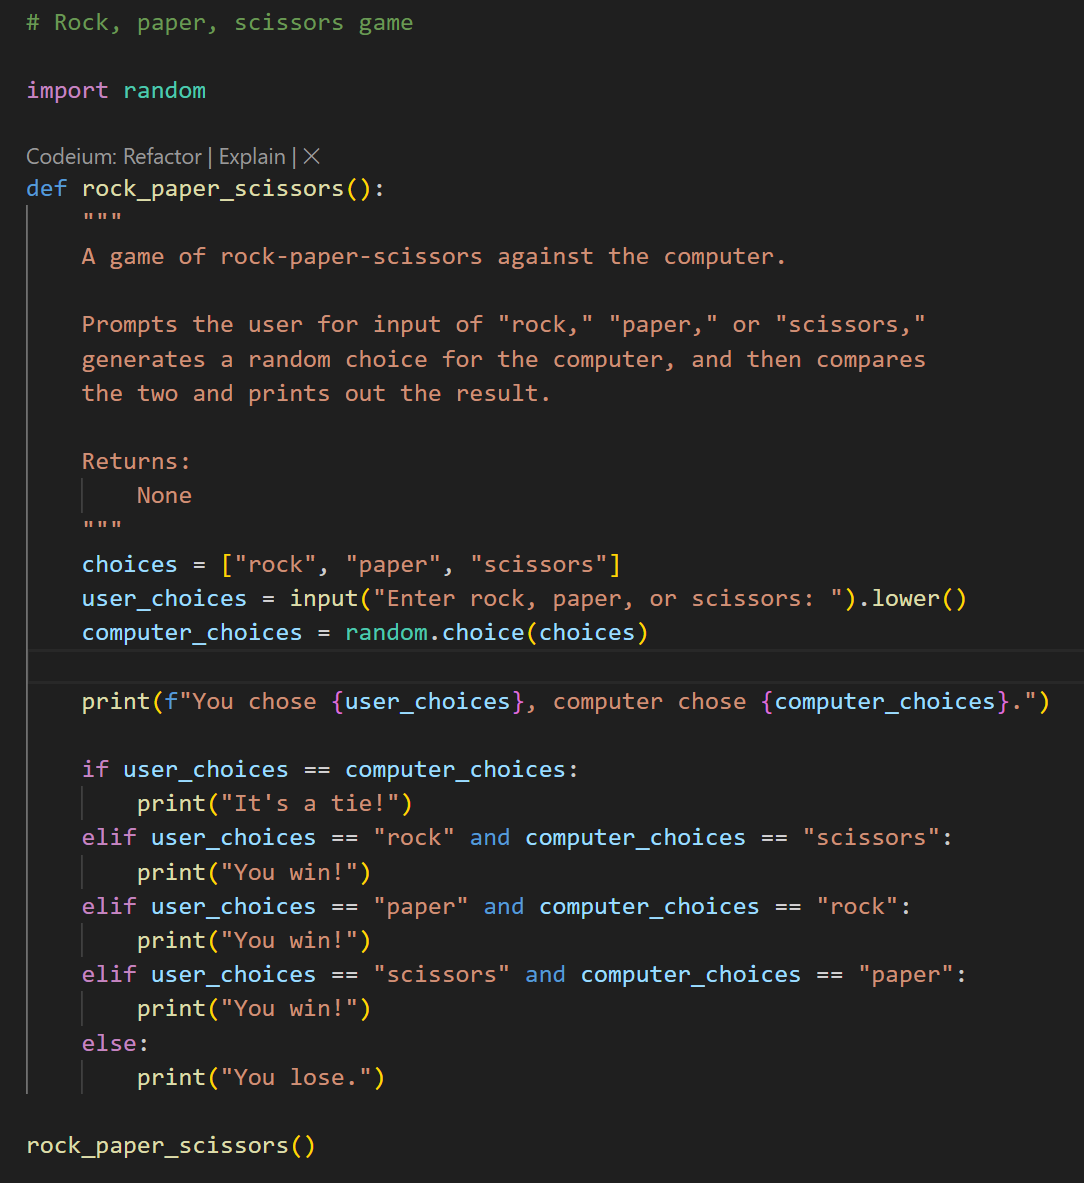 # Rock, paper, scissors game
import random
Codeium: Refactor | Explain | ×
def rock_paper_scissors():
    """
    A game of rock-paper-scissors against the computer.
    Prompts the user for input of "rock," "paper," or "scissors,"
    generates a random choice for the computer, and then compares
    the two and prints out the result.
    Returns:
        None
    """
    choices = ["rock", "paper", "scissors"]
    user_choices = input("Enter rock, paper, or scissors: ").lower()
    computer_choices = random.choice(choices)
    print(f"You chose {user_choices}, computer chose {computer_choices}.")
    if user_choices == computer_choices:
        print("It's a tie!")
    elif user_choices == "rock" and computer_choices == "scissors":
        print("You win!")
    elif user_choices == "paper" and computer_choices == "rock":
        print("You win!")
    elif user_choices == "scissors" and computer_choices == "paper":
        print("You win!")
    else:
        print("You lose.")
rock_paper_scissors()